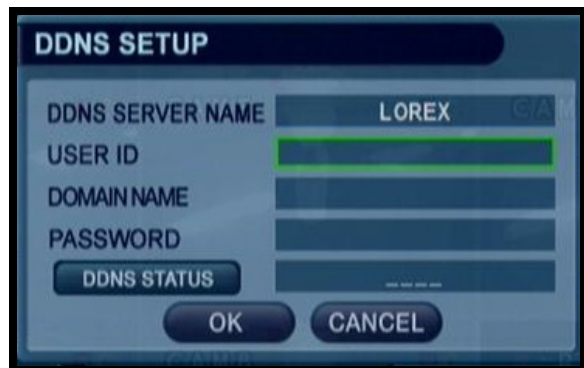 DDNS SETUP
DDNS SERVER NAME LOREX
USER ID
DOMAIN NAME
PASSWORD
DDNS STATUS ----
OK CANCEL